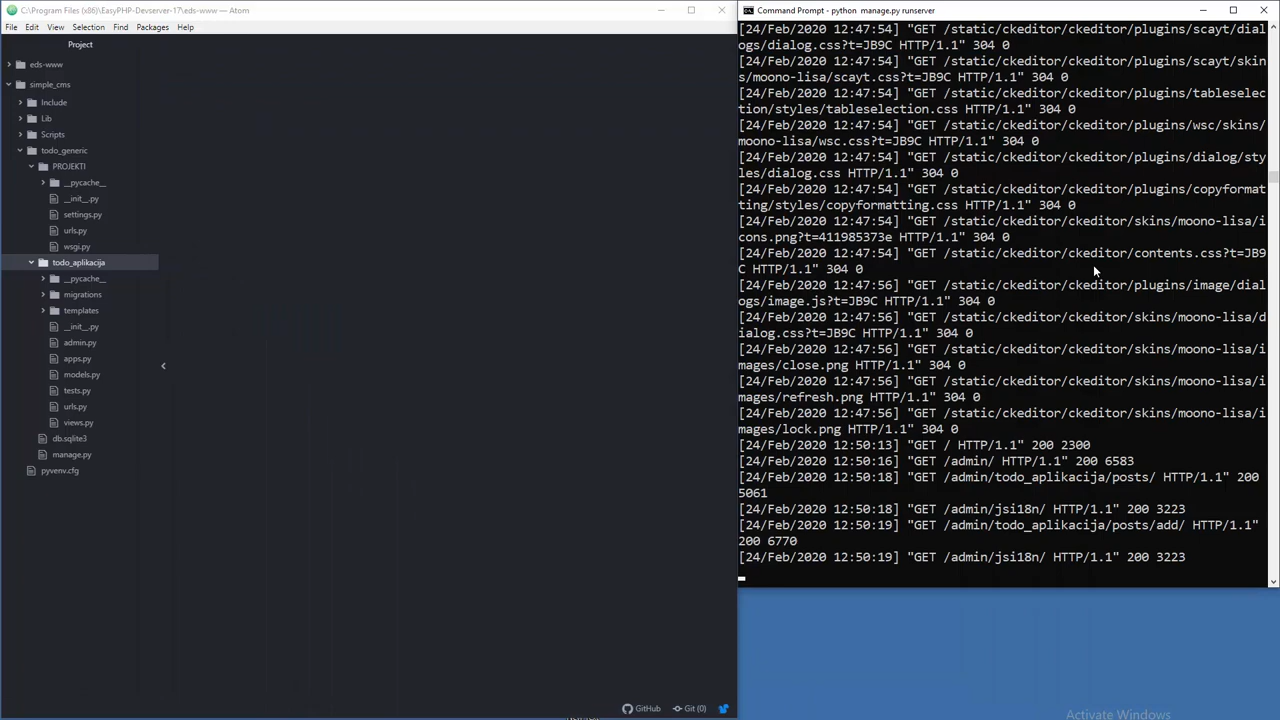 C:\Program Files (x86)\EasyPHP-Devserver-17\eds-www — Atom
File Edit View Selection Find Packages Help
Project
eds-www
simple_cms
Include
Lib
Scripts
todo_generic
PROJEKTI
__pycache__
__init__.py
settings.py
urls.py
wsgi.py
todo_aplikacija
__pycache__
migrations
templates
__init__.py
admin.py
apps.py
models.py
tests.py
urls.py
views.py
db.sqlite3
manage.py
pyvenv.cfg
GitHub Git (0)
Command Prompt - python  manage.py runserver
[24/Feb/2020 12:47:54] "GET /static/ckeditor/ckeditor/plugins/scayt/dial
ogs/dialog.css?t=JB9C HTTP/1.1" 304 0
[24/Feb/2020 12:47:54] "GET /static/ckeditor/ckeditor/plugins/scayt/skin
s/moono-lisa/scayt.css?t=JB9C HTTP/1.1" 304 0
[24/Feb/2020 12:47:54] "GET /static/ckeditor/ckeditor/plugins/tableselec
tion/styles/tableselection.css HTTP/1.1" 304 0
[24/Feb/2020 12:47:54] "GET /static/ckeditor/ckeditor/plugins/wsc/skins/
moono-lisa/wsc.css?t=JB9C HTTP/1.1" 304 0
[24/Feb/2020 12:47:54] "GET /static/ckeditor/ckeditor/plugins/dialog/sty
les/dialog.css HTTP/1.1" 304 0
[24/Feb/2020 12:47:54] "GET /static/ckeditor/ckeditor/plugins/copyformat
ting/styles/copyformatting.css HTTP/1.1" 304 0
[24/Feb/2020 12:47:54] "GET /static/ckeditor/ckeditor/skins/moono-lisa/i
cons.png?t=411985373e HTTP/1.1" 304 0
[24/Feb/2020 12:47:54] "GET /static/ckeditor/ckeditor/contents.css?t=JB9
C HTTP/1.1" 304 0
[24/Feb/2020 12:47:56] "GET /static/ckeditor/ckeditor/plugins/image/dial
ogs/image.js?t=JB9C HTTP/1.1" 304 0
[24/Feb/2020 12:47:56] "GET /static/ckeditor/ckeditor/skins/moono-lisa/d
ialog.css?t=JB9C HTTP/1.1" 304 0
[24/Feb/2020 12:47:56] "GET /static/ckeditor/ckeditor/skins/moono-lisa/i
mages/close.png HTTP/1.1" 304 0
[24/Feb/2020 12:47:56] "GET /static/ckeditor/ckeditor/skins/moono-lisa/i
mages/refresh.png HTTP/1.1" 304 0
[24/Feb/2020 12:47:56] "GET /static/ckeditor/ckeditor/skins/moono-lisa/i
mages/lock.png HTTP/1.1" 304 0
[24/Feb/2020 12:50:13] "GET / HTTP/1.1" 200 2300
[24/Feb/2020 12:50:16] "GET /admin/ HTTP/1.1" 200 6583
[24/Feb/2020 12:50:18] "GET /admin/todo_aplikacija/posts/ HTTP/1.1" 200
5061
[24/Feb/2020 12:50:18] "GET /admin/jsi18n/ HTTP/1.1" 200 3223
[24/Feb/2020 12:50:19] "GET /admin/todo_aplikacija/posts/add/ HTTP/1.1"
200 6770
[24/Feb/2020 12:50:19] "GET /admin/jsi18n/ HTTP/1.1" 200 3223
Activate Windows